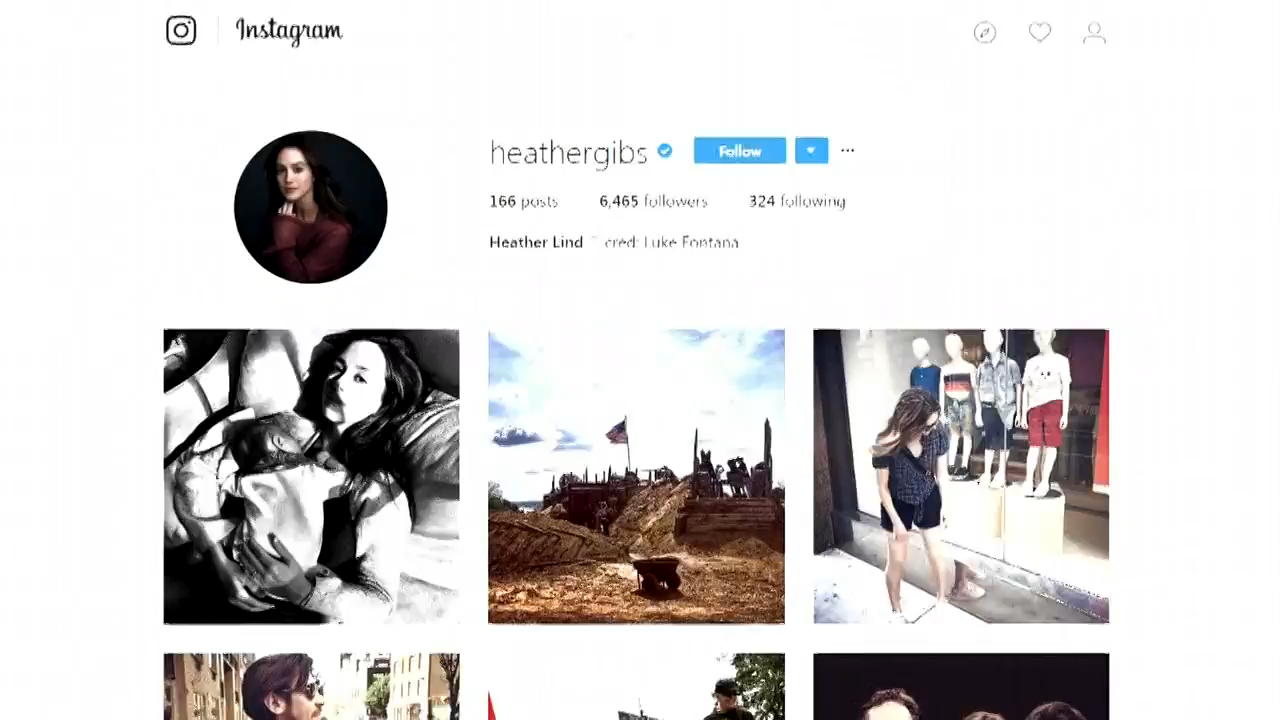 Instagram
heathergibs Follow
166 posts 6,465 followers 324 following
Heather Lind cred: Luke Fontana